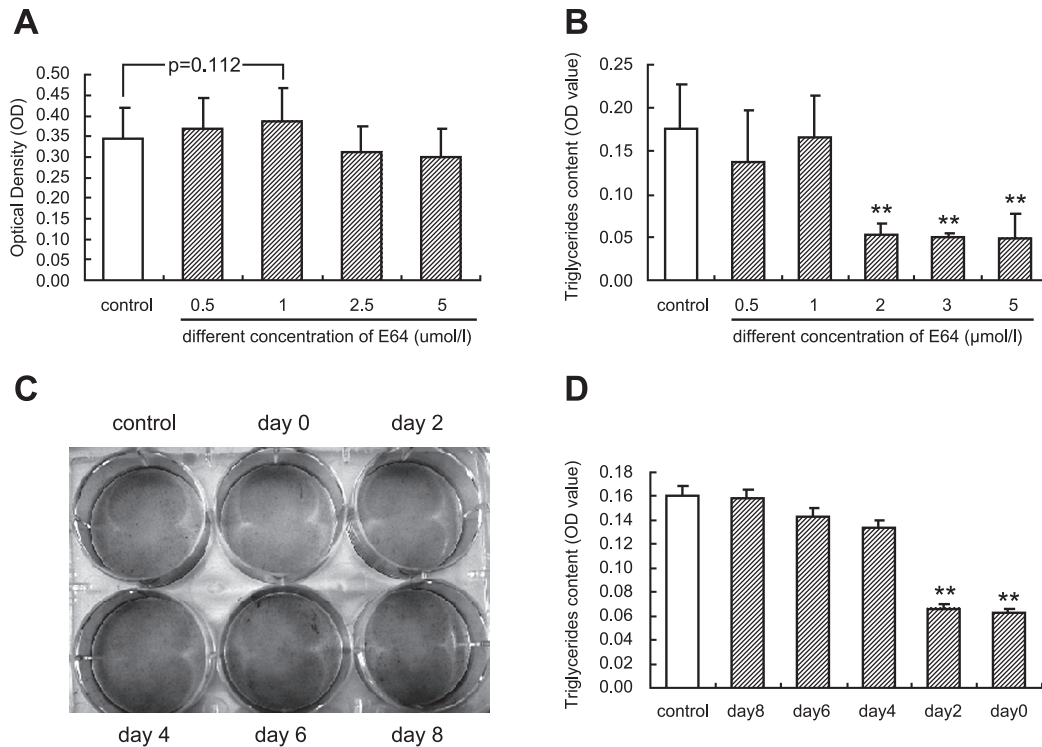 A
p=0.112
Optical Density (OD)
0.50
0.45
0.40
0.35
0.30
0.25
0.20
0.15
0.10
0.05
0.00
control 0.5 1 2.5 5
different concentration of E64 (umol/l)
B
Triglycerides content (OD value)
0.25
0.20
0.15
0.10
0.05
0.00
** ** **
control 0.5 1 2 3 5
different concentration of E64 (µmol/l)
C
control day 0 day 2
day 4 day 6 day 8
D
Triglycerides content (OD value)
0.18
0.16
0.14
0.12
0.10
0.08
0.06
0.04
0.02
0.00
** **
control day8 day6 day4 day2 day0